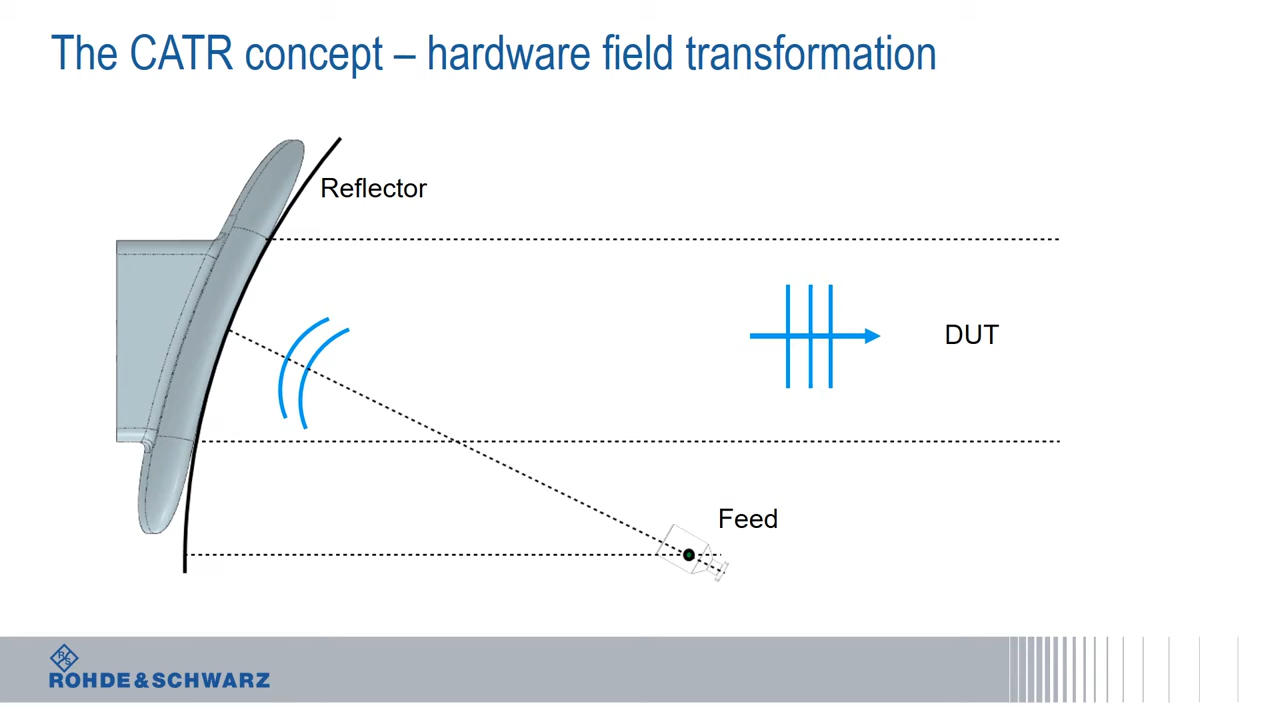 The CATR concept – hardware field transformation
Reflector
DUT
Feed
R S
ROHDE & SCHWARZ